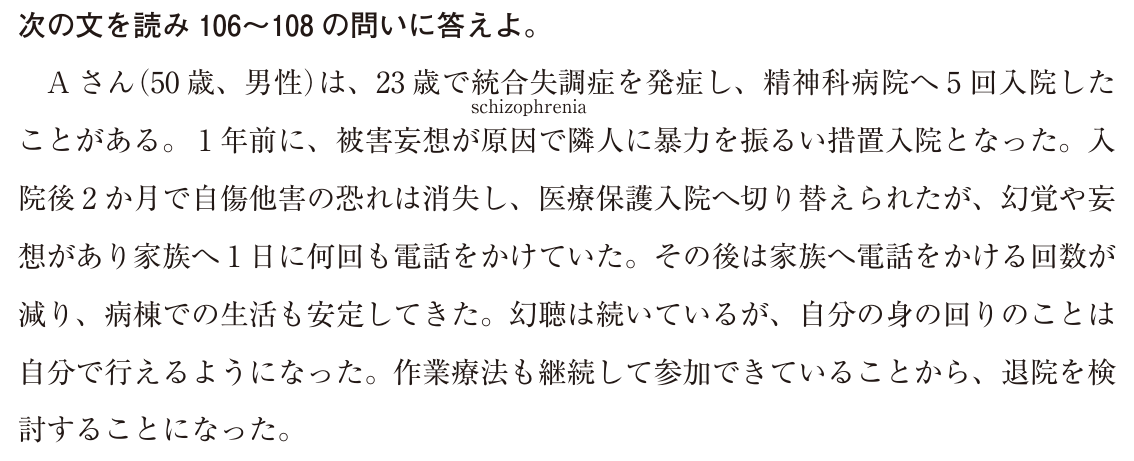 次の文を読み 106〜108 の問いに答えよ。
A さん(50 歳、男性)は、23 歳で統合失調症を発症し、精神科病院へ 5 回入院した
schizophrenia
ことがある。1 年前に、被害妄想が原因で隣人に暴力を振るい措置入院となった。入
院後 2 か月で自傷他害の恐れは消失し、医療保護入院へ切り替えられたが、幻覚や妄
想があり家族へ 1 日に何回も電話をかけていた。その後は家族へ電話をかける回数が
減り、病棟での生活も安定してきた。幻聴は続いているが、自分の身の回りのことは
自分で行えるようになった。作業療法も継続して参加できていることから、退院を検
討することになった。